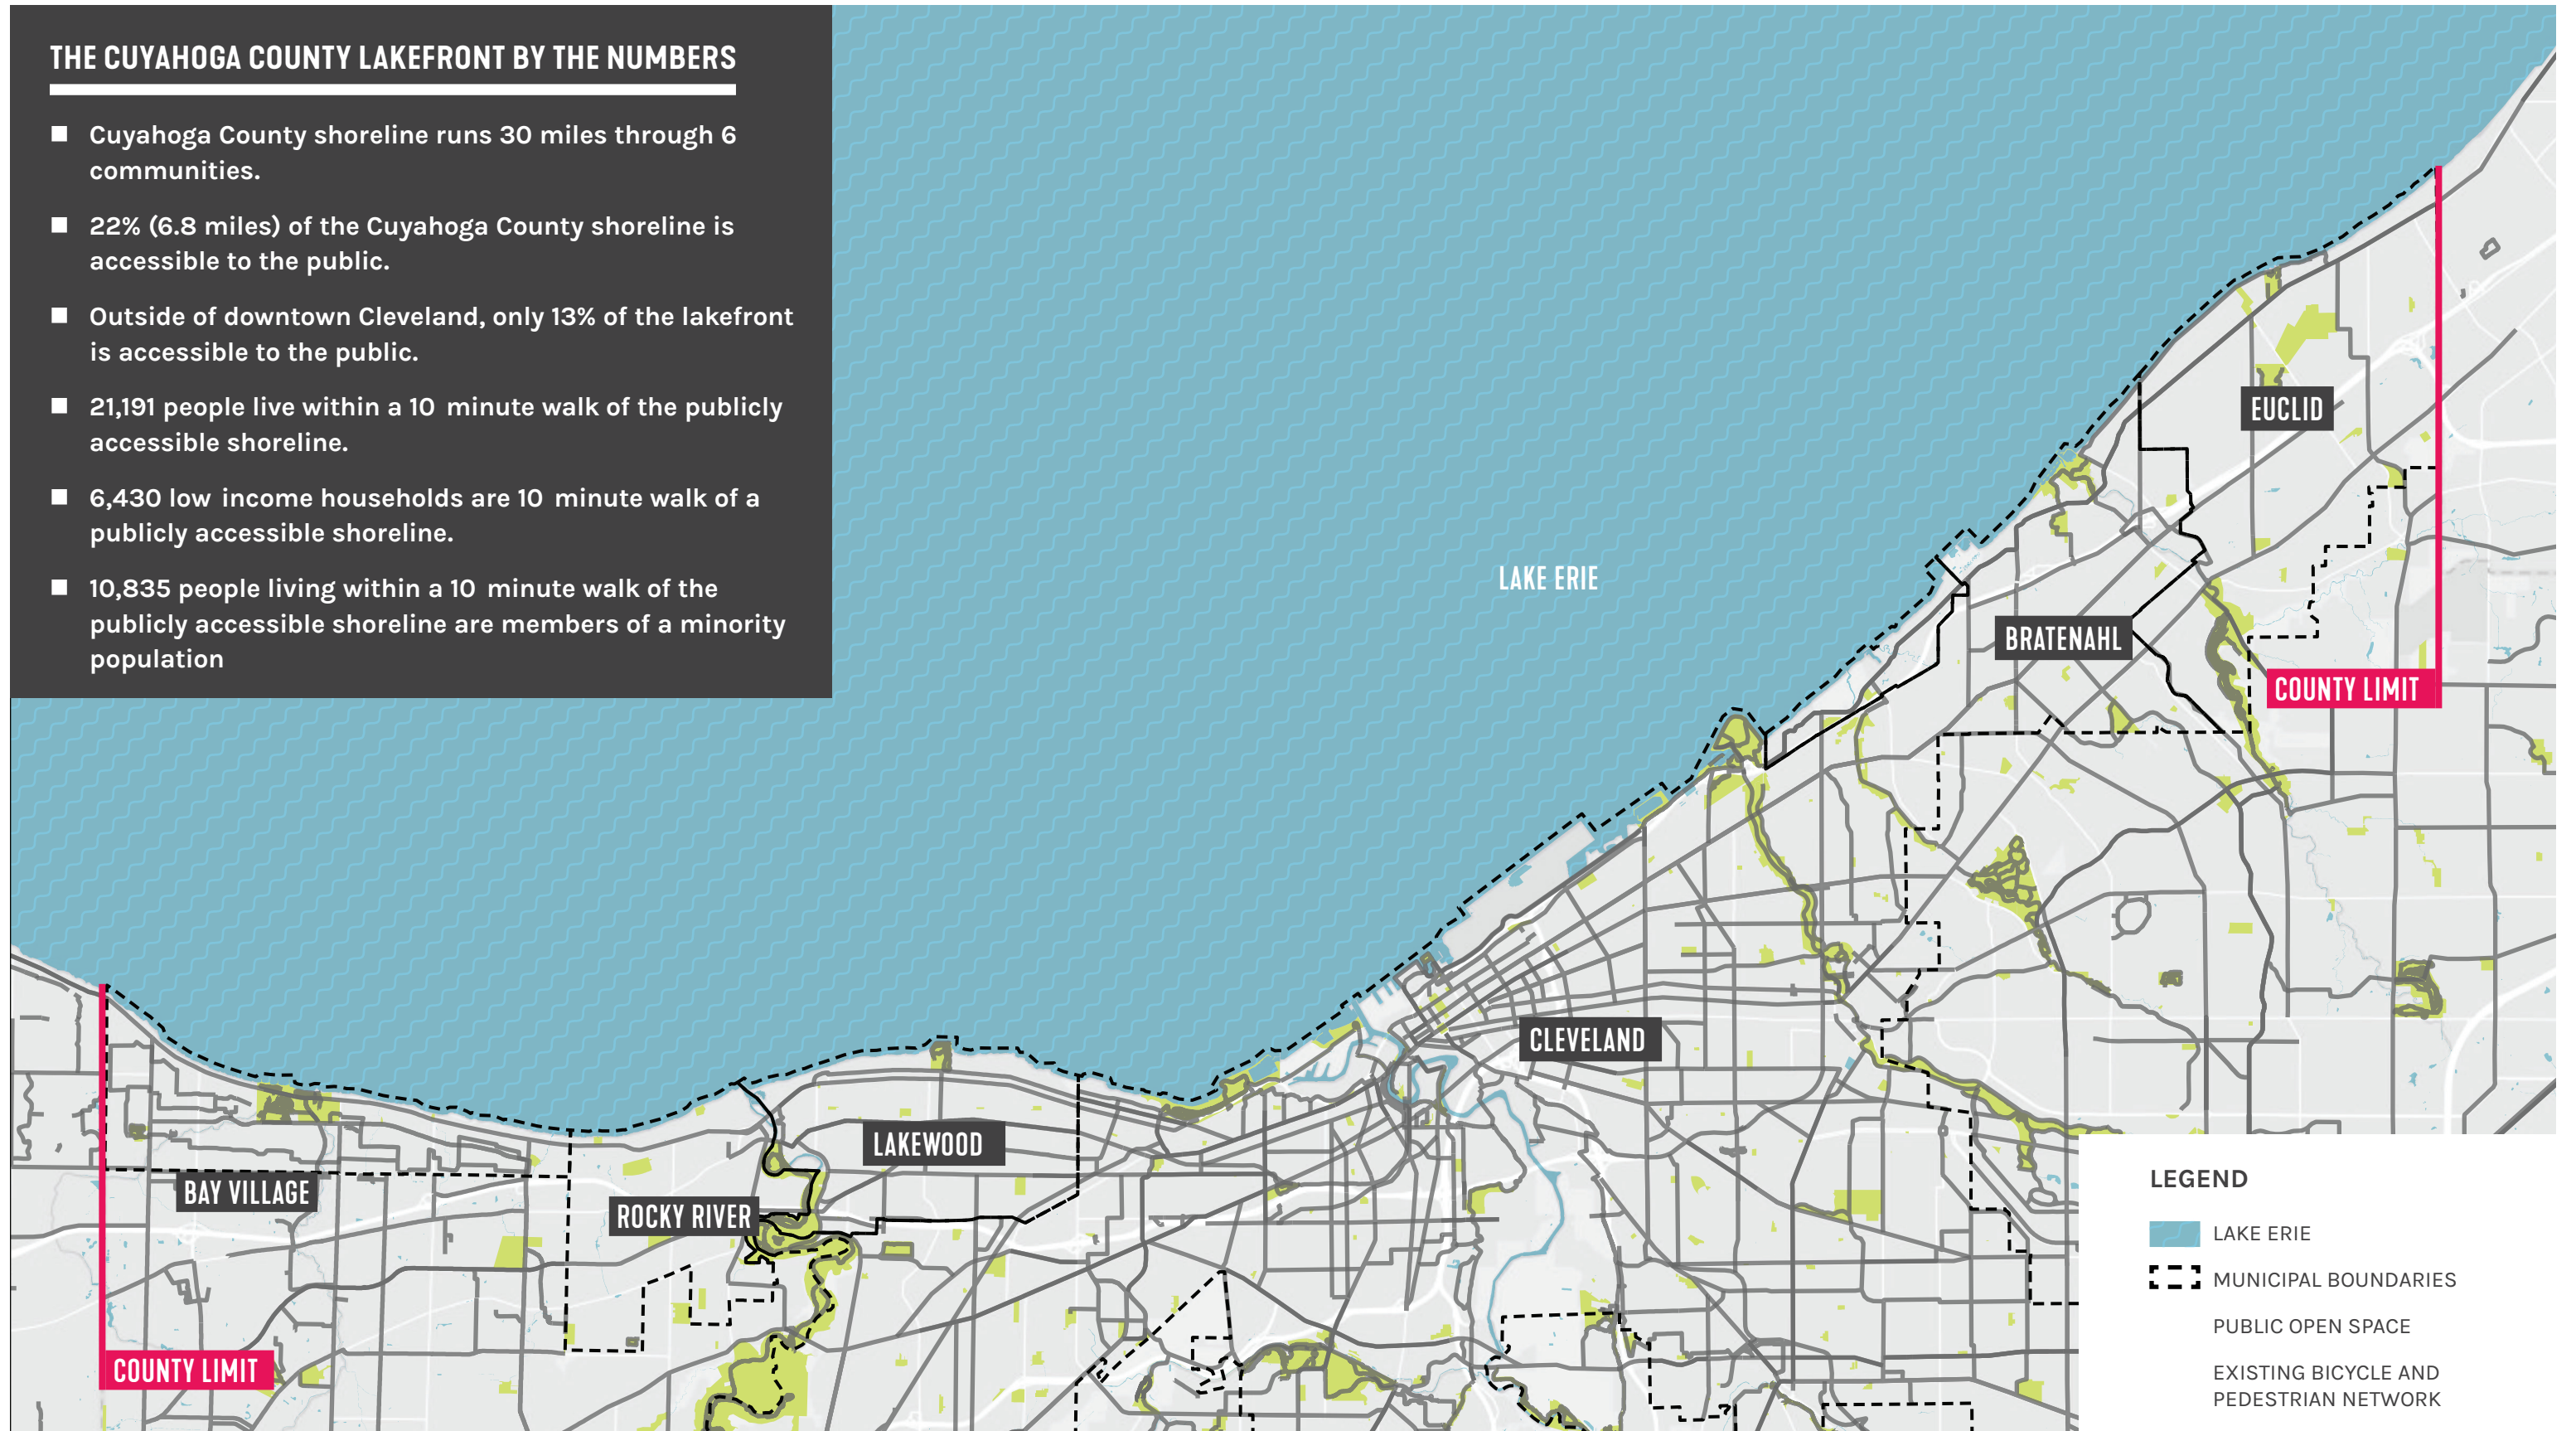 THE CUYAHOGA COUNTY LAKEFRONT BY THE NUMBERS
Cuyahoga County shoreline runs 30 miles through 6
communities.
22% (6.8 miles) of the Cuyahoga County shoreline is
accessible to the public.
Outside of downtown Cleveland, only 13% of the lakefront
is accessible to the public.
21,191 people live within a 10 minute walk of the publicly
accessible shoreline.
6,430 low income households are 10 minute walk of a
publicly accessible shoreline.
10,835 people living within a 10 minute walk of the
publicly accessible shoreline are members of a minority
population
EUCLID
LAKE ERIE
BRATENAHL
COUNTY LIMIT
CLEVELAND
LAKEWOOD
BAY VILLAGE
ROCKY RIVER
COUNTY LIMIT
LEGEND
LAKE ERIE
MUNICIPAL BOUNDARIES
PUBLIC OPEN SPACE
EXISTING BICYCLE AND
PEDESTRIAN NETWORK